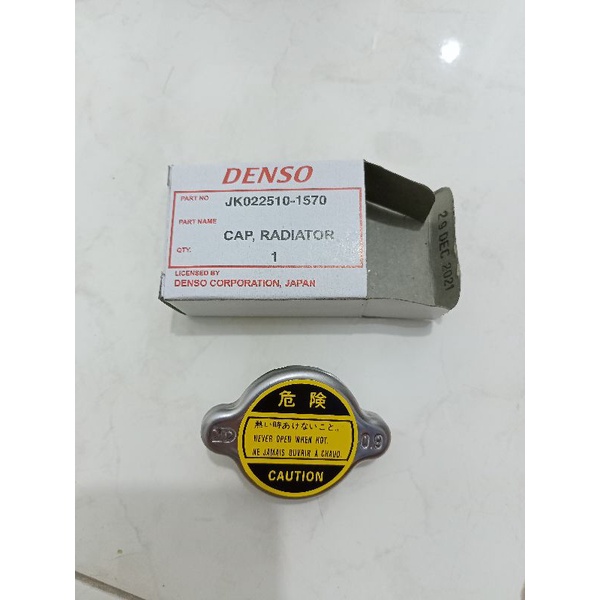 DENSO
PART NO JK022510-1570
PART NAME
CAP, RADIATOR
QTY. 1
LICENSED BY
DENSO CORPORATION, JAPAN
29 DEC 2021
危険
熱い時あけないこと。
NEVER OPEN WHEN HOT.
NE JAMAIS OUVRIR A CHAUD.
CAUTION
ND
0.9